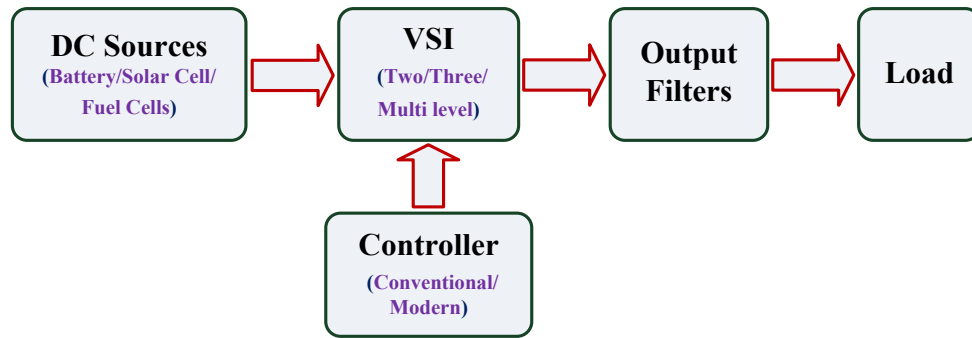 DC Sources
(Battery/Solar Cell/
Fuel Cells)
VSI
(Two/Three/
Multi level)
Output
Filters
Load
Controller
(Conventional/
Modern)